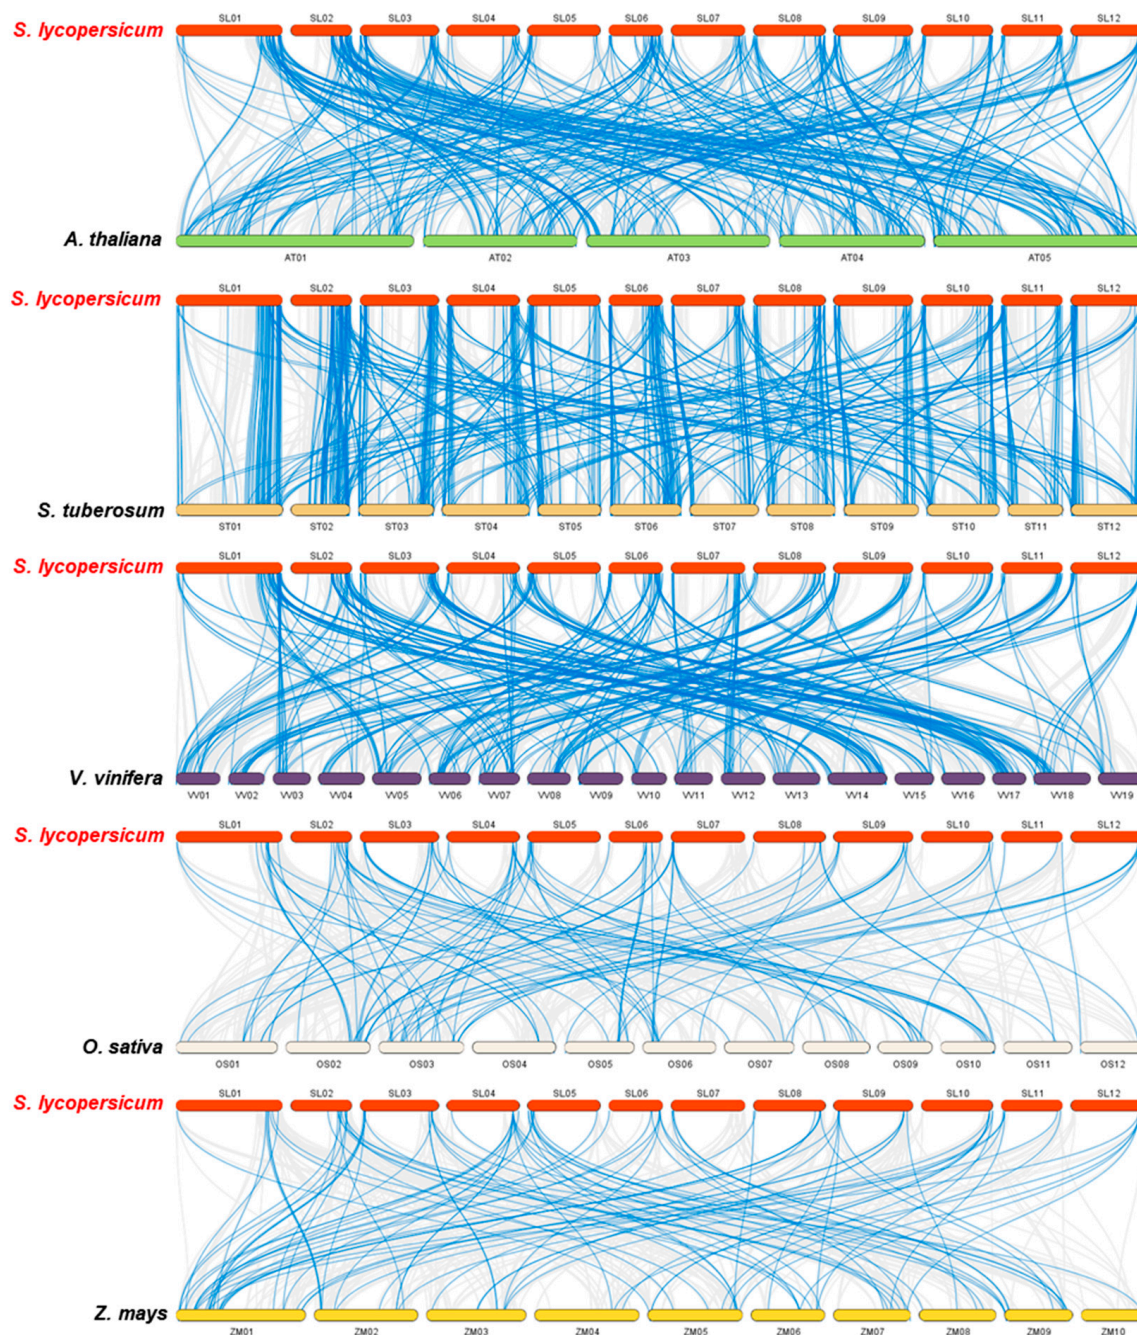 SL01 SL02 SL03 SL04 SL05 SL06 SL07 SL08 SL09 SL10 SL11 SL12
S. lycopersicum
A. thaliana
AT01 AT02 AT03 AT04 AT05
SL01 SL02 SL03 SL04 SL05 SL06 SL07 SL08 SL09 SL10 SL11 SL12
S. lycopersicum
S. tuberosum
ST01 ST02 ST03 ST04 ST05 ST06 ST07 ST08 ST09 ST10 ST11 ST12
SL01 SL02 SL03 SL04 SL05 SL06 SL07 SL08 SL09 SL10 SL11 SL12
S. lycopersicum
V. vinifera
VV01 VV02 VV03 VV04 VV05 VV06 VV07 VV08 VV09 VV10 VV11 VV12 VV13 VV14 VV15 VV16 VV17 VV18 VV19
SL01 SL02 SL03 SL04 SL05 SL06 SL07 SL08 SL09 SL10 SL11 SL12
S. lycopersicum
O. sativa
OS01 OS02 OS03 OS04 OS05 OS06 OS07 OS08 OS09 OS10 OS11 OS12
SL01 SL02 SL03 SL04 SL05 SL06 SL07 SL08 SL09 SL10 SL11 SL12
S. lycopersicum
Z. mays
ZM01 ZM02 ZM03 ZM04 ZM05 ZM06 ZM07 ZM08 ZM09 ZM10